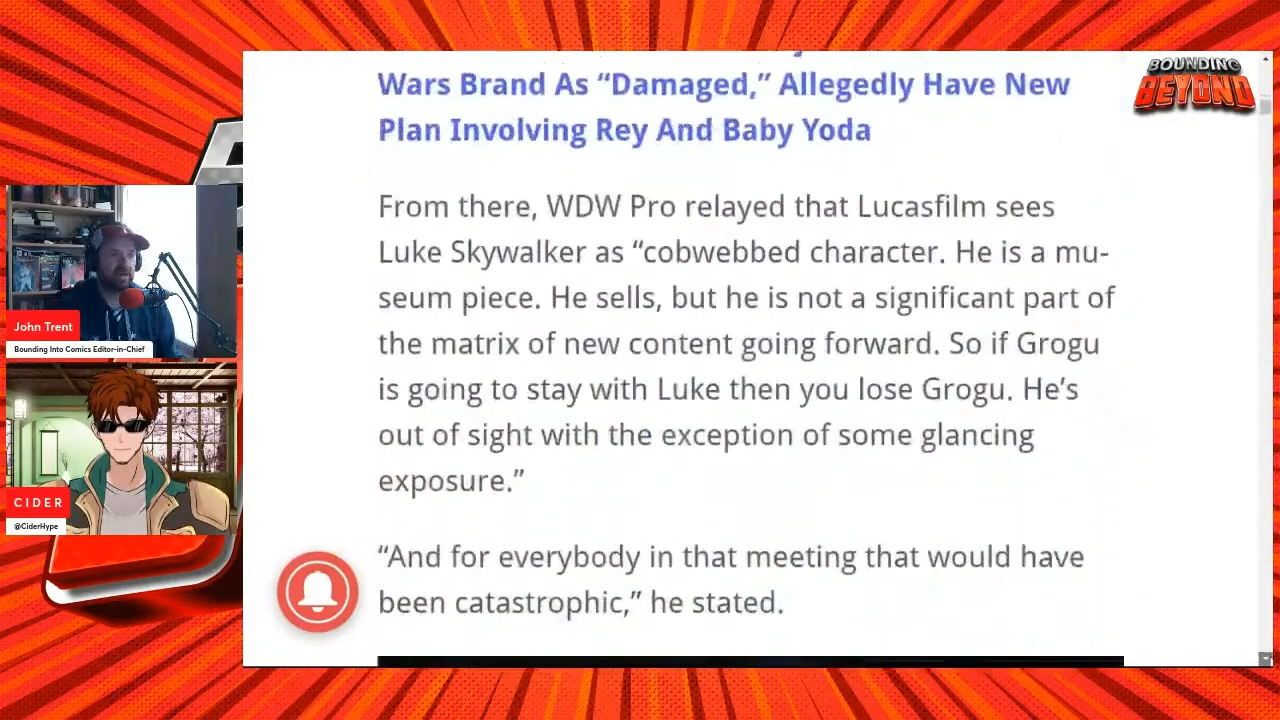 BOUNDING
BEYOND
Wars Brand As “Damaged,” Allegedly Have New
Plan Involving Rey And Baby Yoda
From there, WDW Pro relayed that Lucasfilm sees
Luke Skywalker as “cobwebbed character. He is a mu-
seum piece. He sells, but he is not a significant part of
the matrix of new content going forward. So if Grogu
is going to stay with Luke then you lose Grogu. He’s
out of sight with the exception of some glancing
exposure.”
“And for everybody in that meeting that would have
been catastrophic,” he stated.
John Trent
Bounding Into Comics Editor-in-Chief
CIDER
@CiderHype